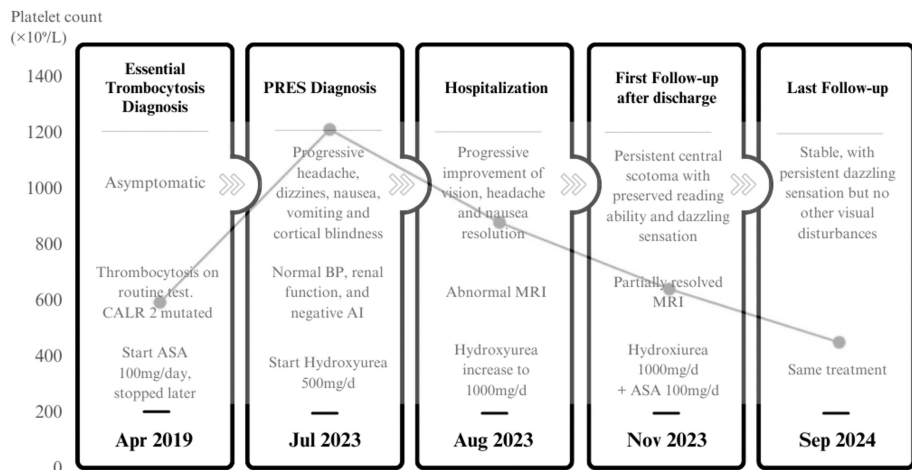 Platelet count
(×10⁹/L)
1400
1200
1000
800
600
400
200
0
Essential
Trombocytosis
Diagnosis
Asymptomatic
Thrombocytosis on
routine test.
CALR 2 mutated
Start ASA
100mg/day,
stopped later
Apr 2019
PRES Diagnosis
Progressive
headache,
dizzines, nausea,
vomiting and
cortical blindness
Normal BP, renal
function, and
negative AI
Start Hydroxyurea
500mg/d
Jul 2023
Hospitalization
Progressive
improvement of
vision, headache
and nausea
resolution
Abnormal MRI
Hydroxyurea
increase to
1000mg/d
Aug 2023
First Follow-up
after discharge
Persistent central
scotoma with
preserved reading
ability and dazzling
sensation
Partially resolved
MRI
Hydroxiurea
1000mg/d
+ ASA 100mg/d
Nov 2023
Last Follow-up
Stable, with
persistent dazzling
sensation but no
other visual
disturbances
Same treatment
Sep 2024